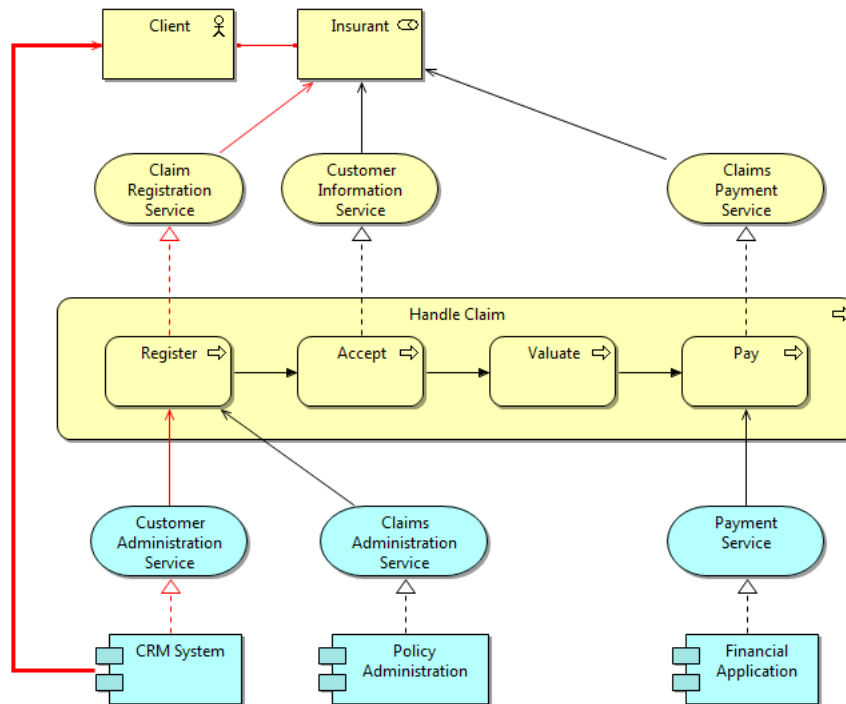 Client
Insurant
Claim
Registration
Service
Customer
Information
Service
Claims
Payment
Service
Handle Claim
Register
Accept
Valuate
Pay
Customer
Administration
Service
Claims
Administration
Service
Payment
Service
CRM System
Policy
Administration
Financial
Application